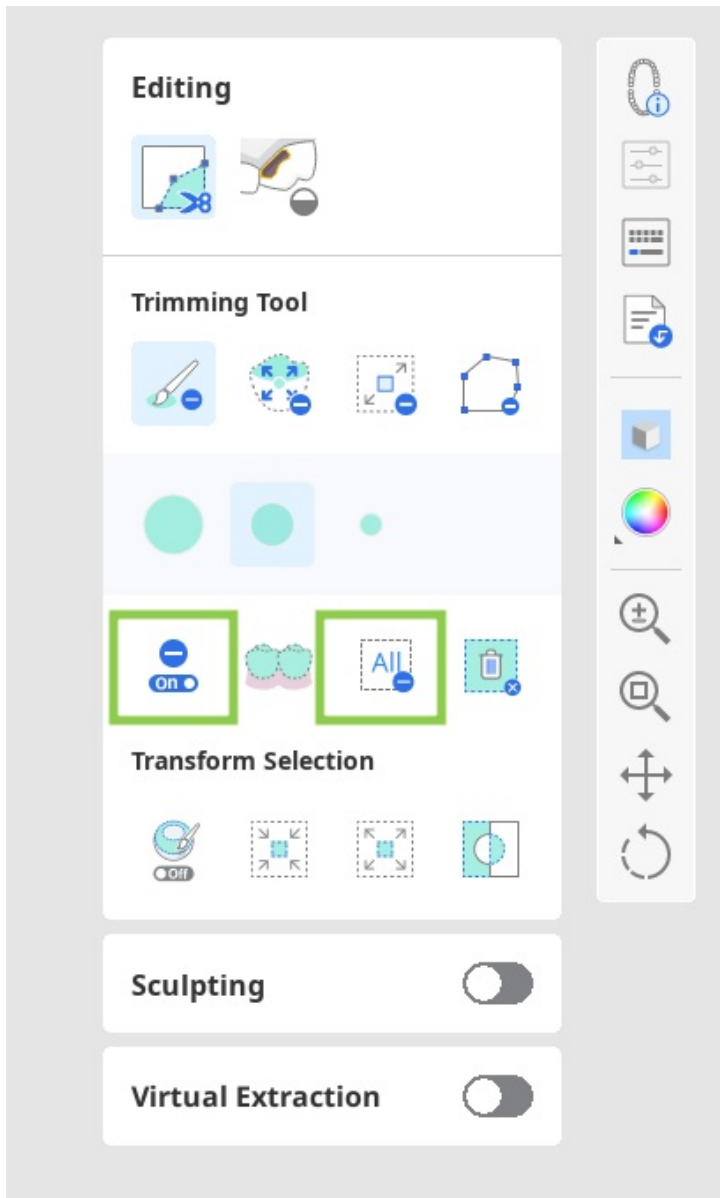 Editing
Trimming Tool
On
All
Transform Selection
Off
Sculpting
Virtual Extraction